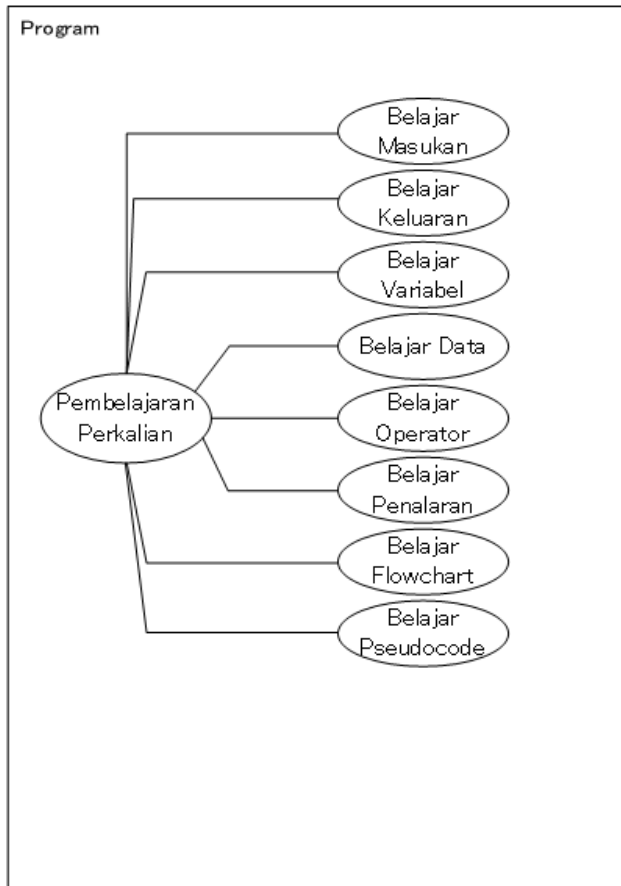 Program
Belajar
Masukan
Belajar
Keluaran
Belajar
Variabel
Belajar Data
Pembelajaran
Perkalian
Belajar
Operator
Belajar
Penalaran
Belajar
Flowchart
Belajar
Pseudocode